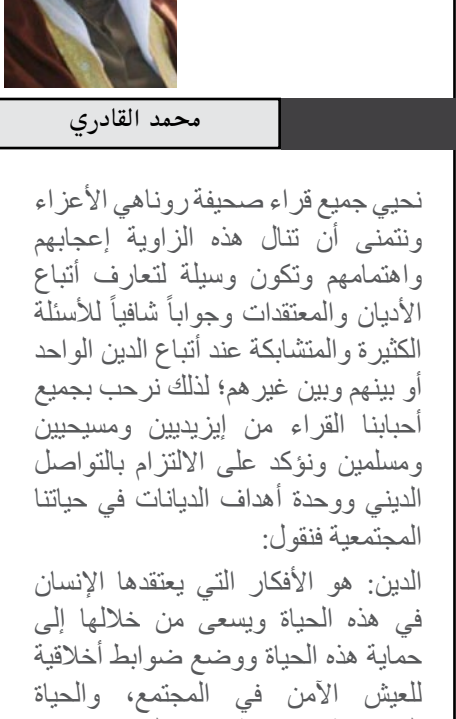 محمد القادري
نحيي جميع قراء صحيفة روناهي الأعزاء
ونتمنى أن تنال هذه الزاوية إعجابهم
واهتمامهم وتكون وسيلة لتعارف أتباع
الأديان والمعتقدات وجواباً شافياً للأسئلة
الكثيرة والمتشابكة عند أتباع الدين الواحد
أو بينهم وبين غيرهم؛ لذلك نرحب بجميع
أحبابنا القراء من إيزيديين ومسيحيين
ومسلمين ونؤكد على الالتزام بالتواصل
الديني ووحدة أهداف الديانات في حياتنا
المجتمعية فنقول:
الدين: هو الأفكار التي يعتقدها الإنسان
في هذه الحياة ويسعى من خلالها إلى
حماية هذه الحياة ووضع ضوابط أخلاقية
للعيش الآمن في المجتمع، والحياة